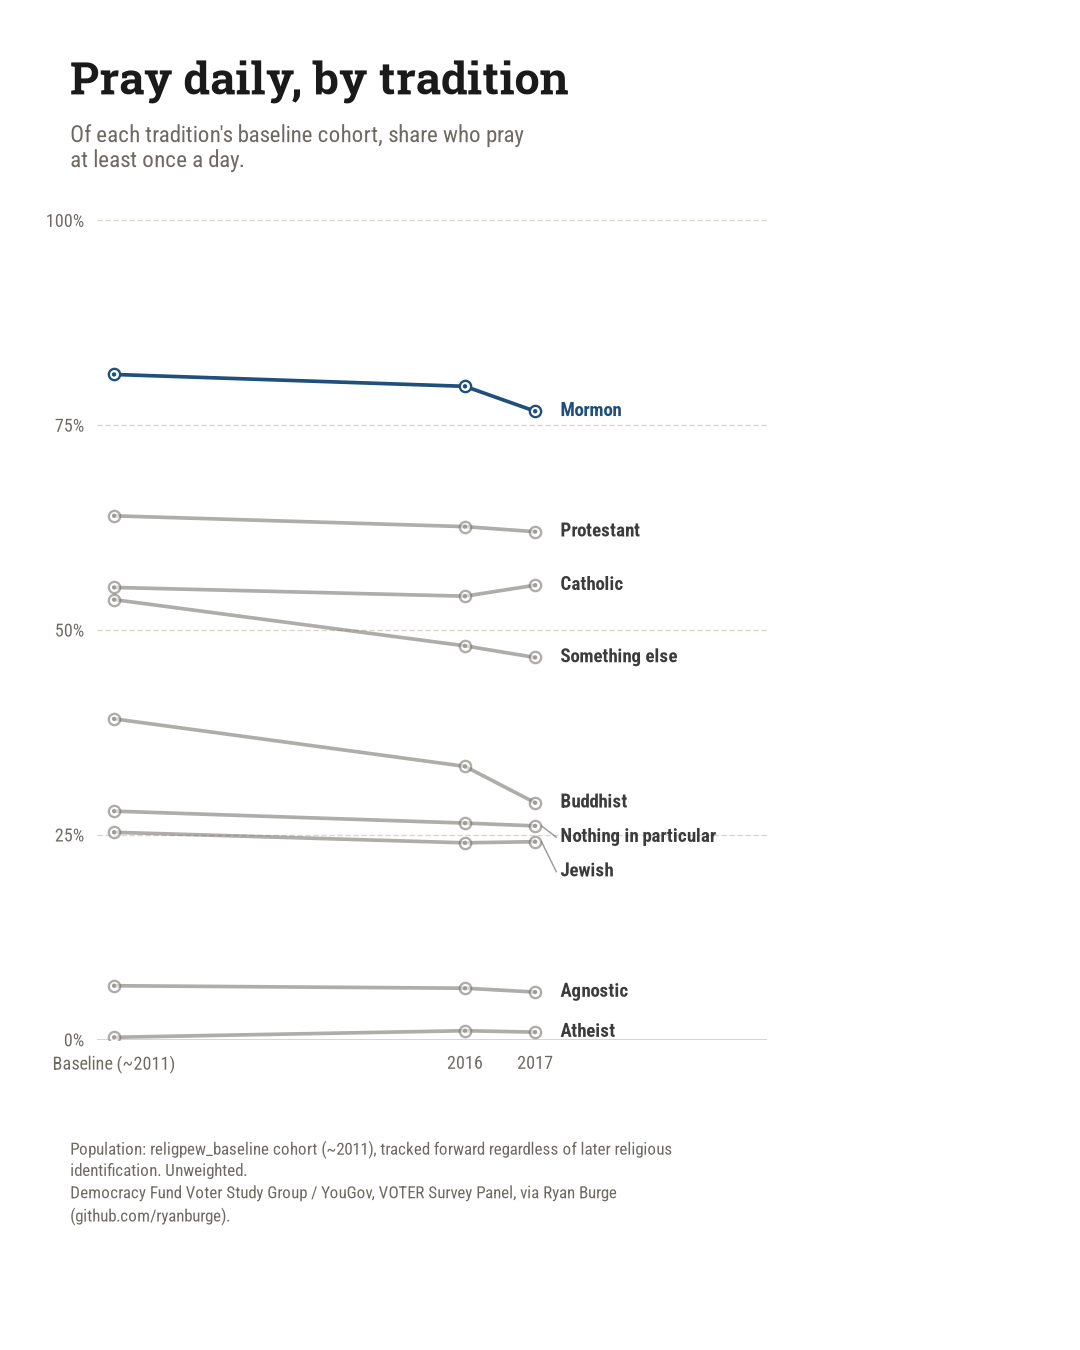 Pray daily, by tradition
Of each tradition's baseline cohort, share who pray
at least once a day.
100%
Mormon
75%
Protestant
Catholic
50%
Something else
Buddhist
25%
Nothing in particular
Jewish
Agnostic
Atheist
0%
Baseline (~2011)
2016
2017
Population: religpew_baseline cohort (~2011), tracked forward regardless of later religious
identification. Unweighted.
Democracy Fund Voter Study Group / YouGov, VOTER Survey Panel, via Ryan Burge
(github.com/ryanburge).